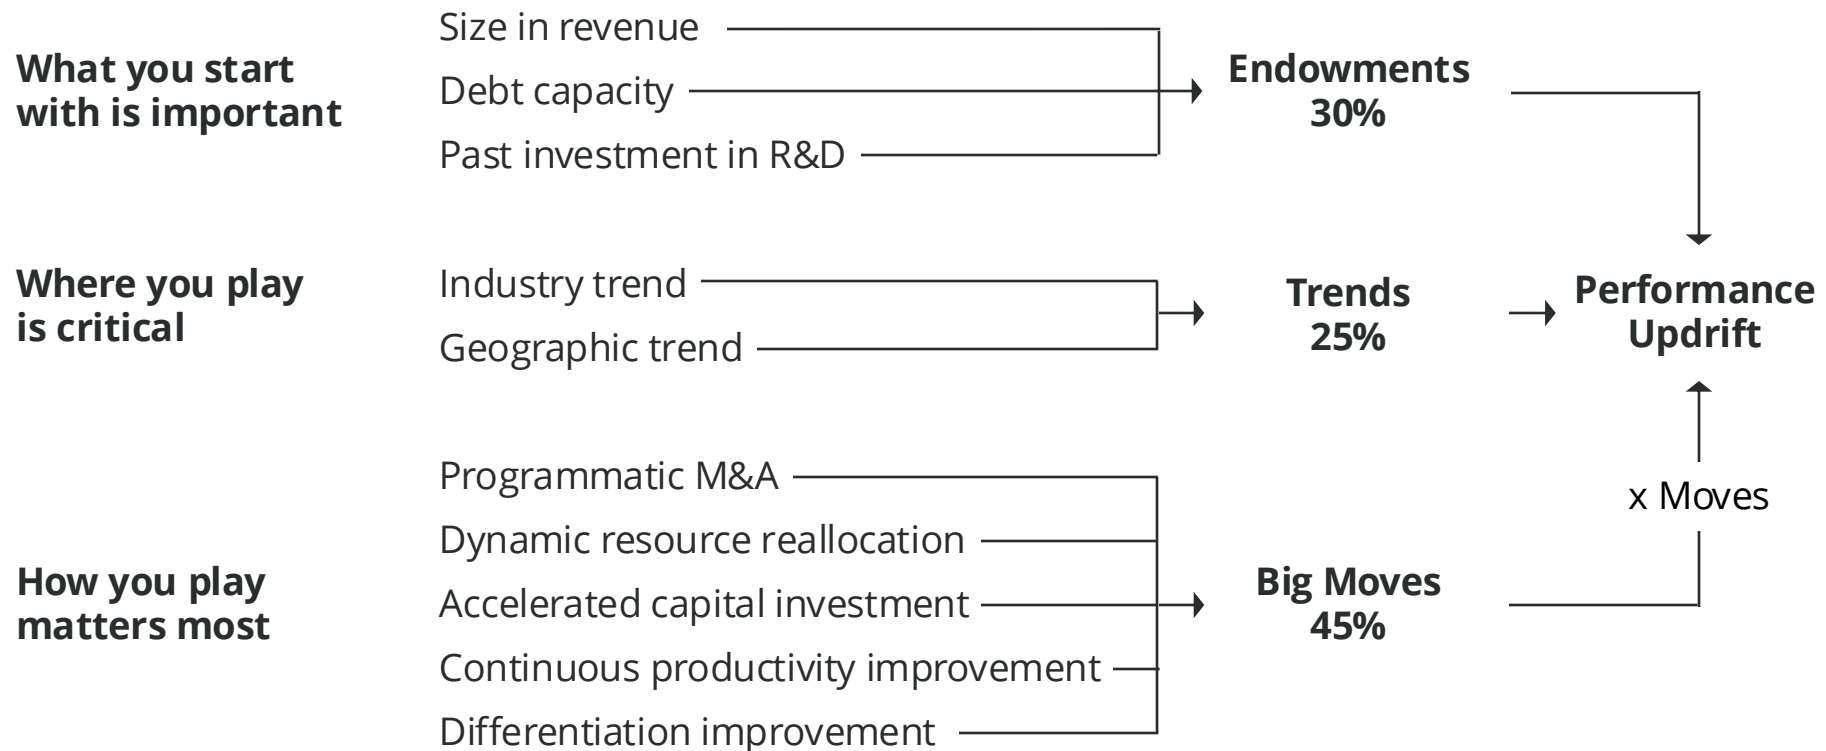 What you start
with is important
Size in revenue
Debt capacity
Past investment in R&D
Endowments
30%
Where you play
is critical
Industry trend
Geographic trend
Trends
25%
Performance
Updrift
How you play
matters most
Programmatic M&A
Dynamic resource reallocation
Accelerated capital investment
Continuous productivity improvement
Differentiation improvement
Big Moves
45%
x Moves